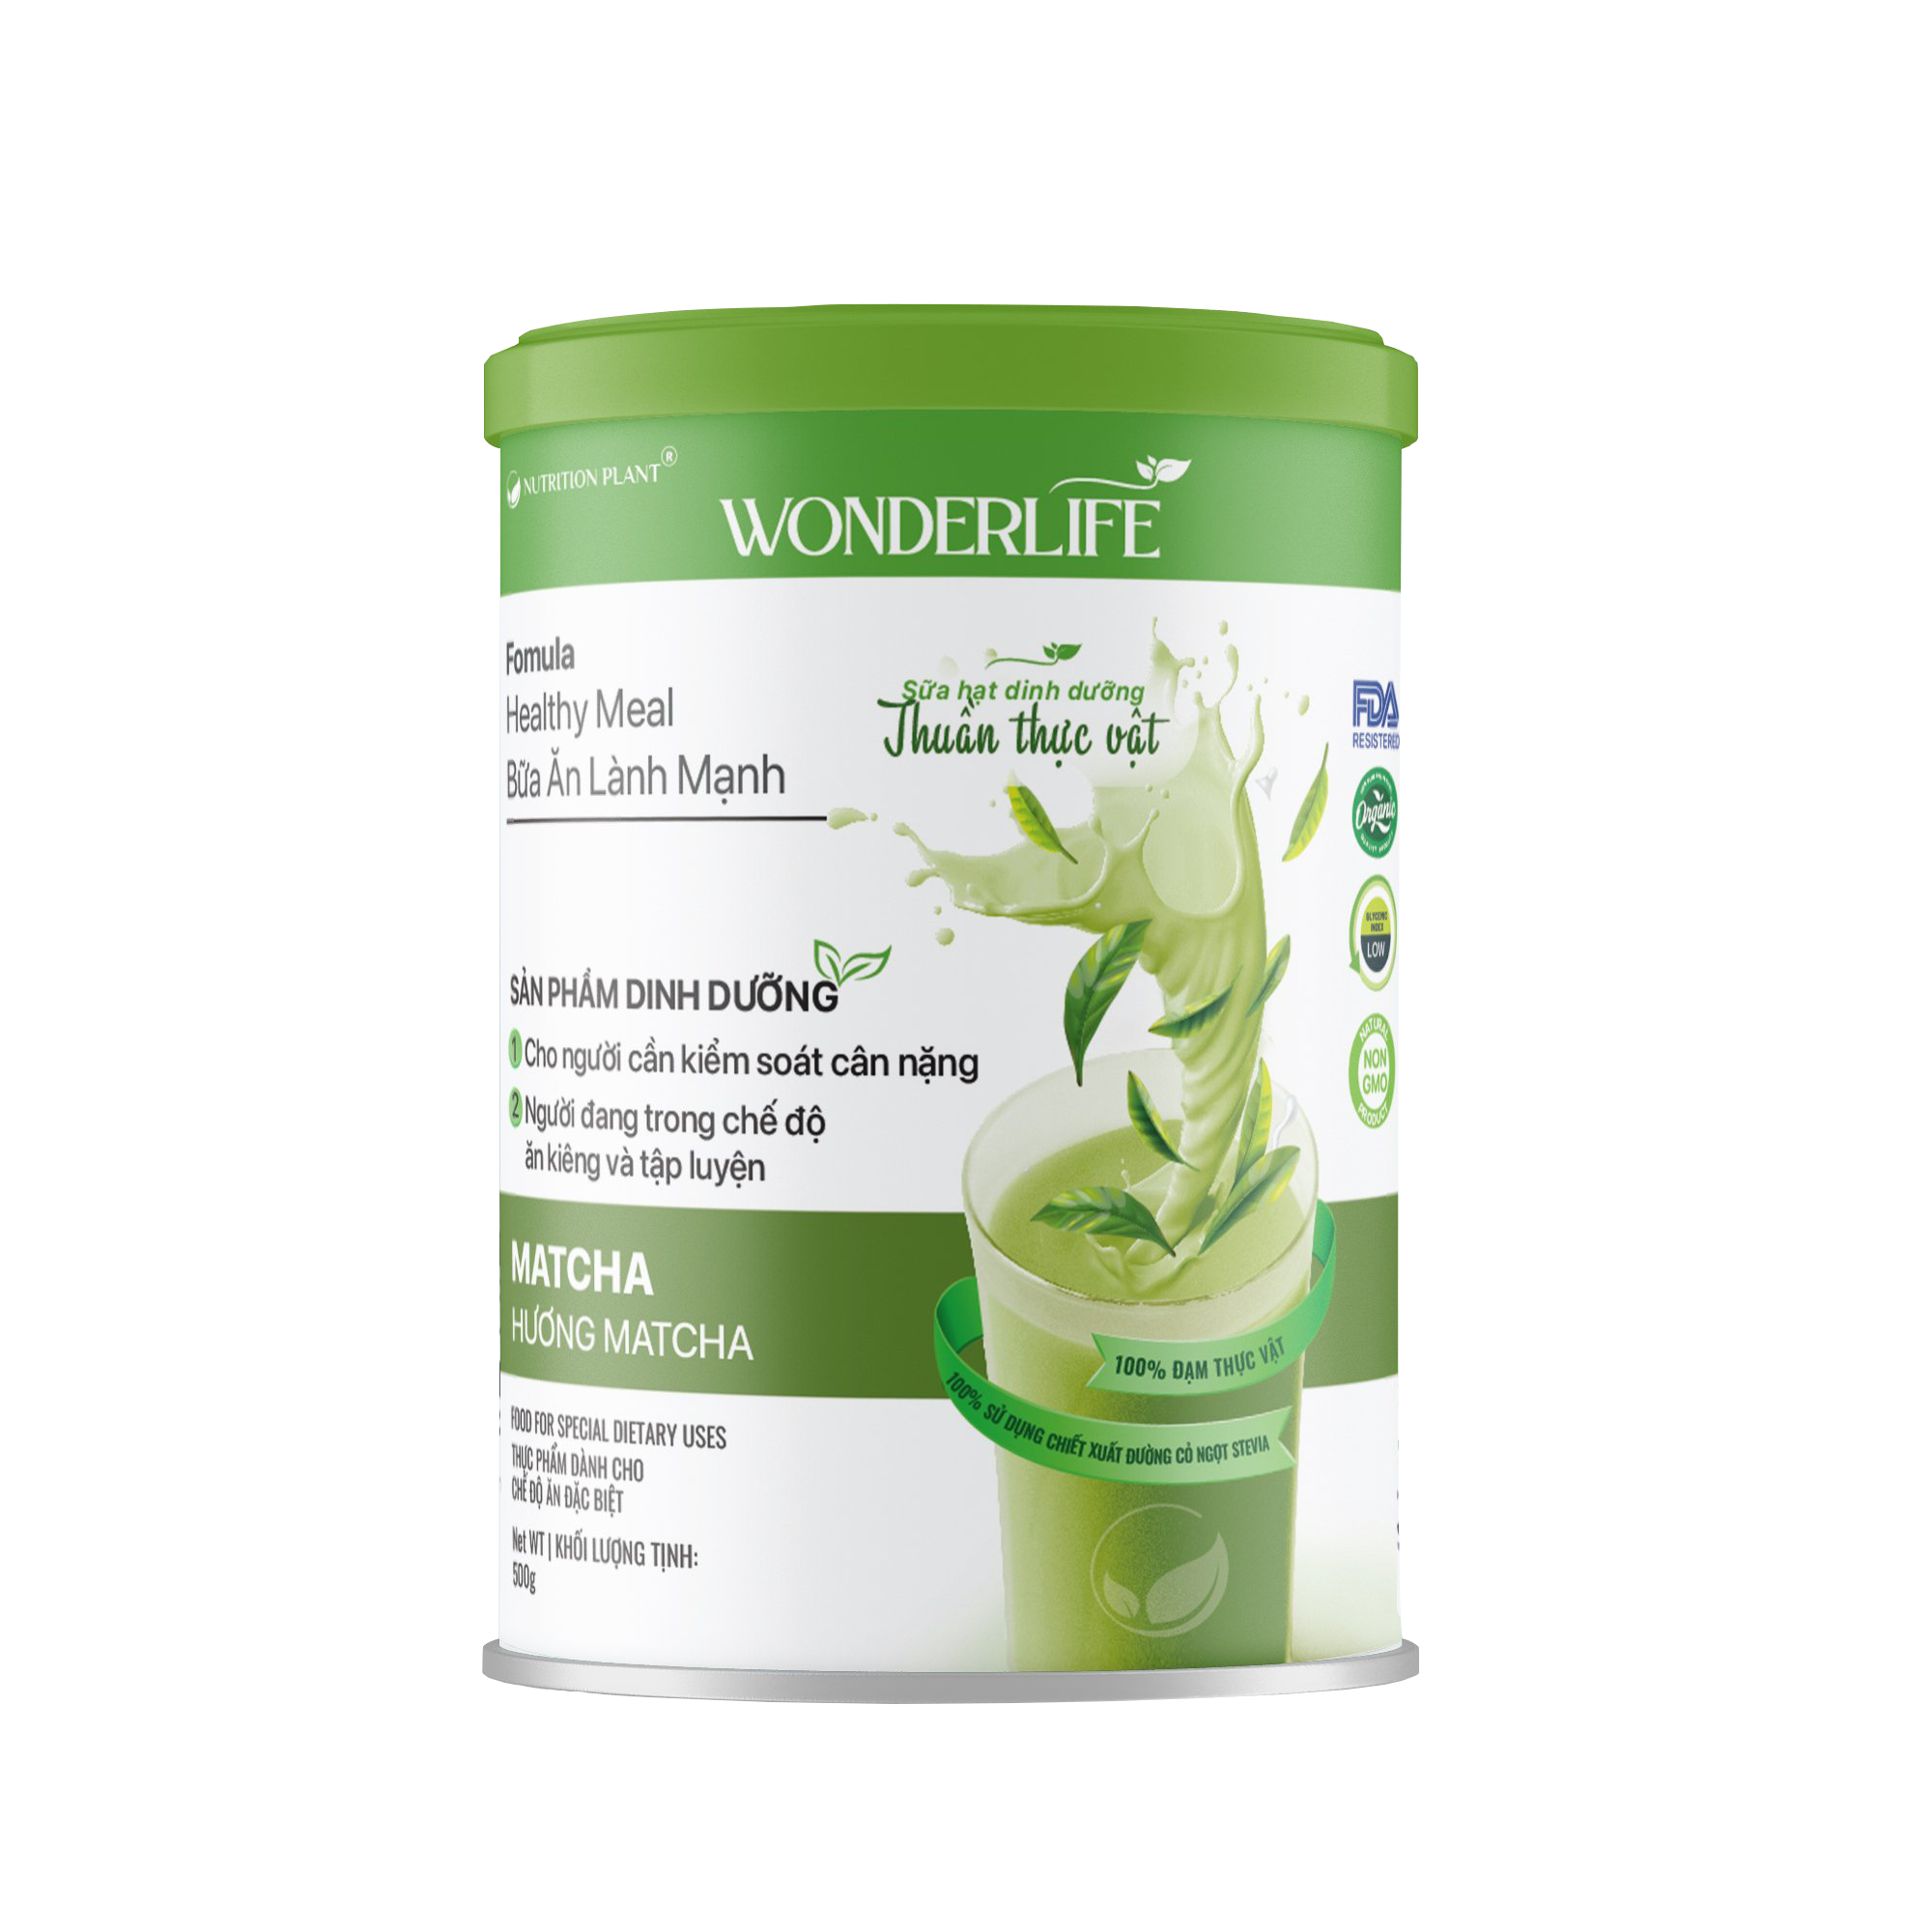 NUTRITION PLANT®
WONDERLIFE
Fomula
Healthy Meal
Bữa Ăn Lành Mạnh
Sữa hạt dinh dưỡng
Thuần thực vật
FDA
RESISTERED
Organic
GLYCEMIC
INDEX
LOW
NATURAL
NON
GMO
PRODUCT
SẢN PHẨM DINH DƯỠNG
1 Cho người cần kiểm soát cân nặng
2 Người đang trong chế độ
ăn kiêng và tập luyện
MATCHA
HƯƠNG MATCHA
100% ĐẠM THỰC VẬT
100% SỬ DỤNG CHIẾT XUẤT ĐƯỜNG CỎ NGỌT STEVIA
FOOD FOR SPECIAL DIETARY USES
THỰC PHẨM DÀNH CHO
CHẾ ĐỘ ĂN ĐẶC BIỆT
Net WT | KHỐI LƯỢNG TỊNH:
500g